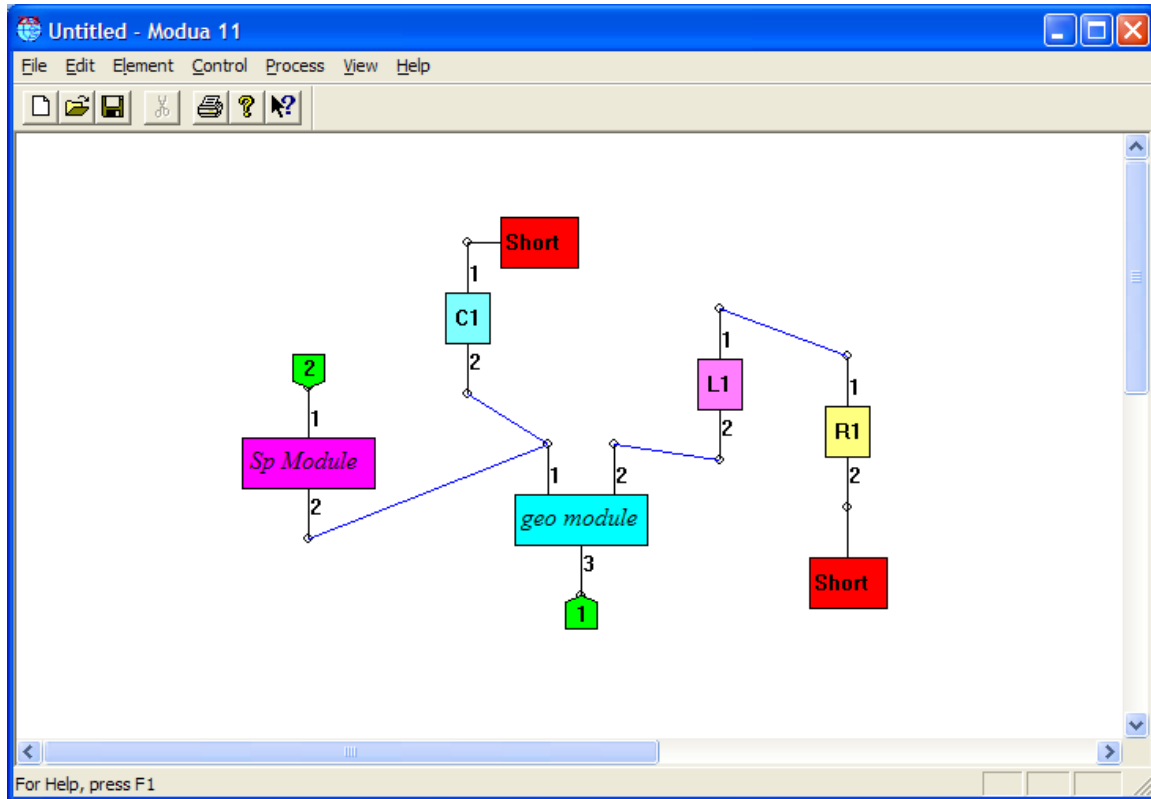 Untitled - Modua 11
File Edit Element Control Process View Help
Short
1
C1
2
1
L1
2
2
1
Sp Module
2
1
R1
2
1
2
geo module
3
1
Short
For Help, press F1